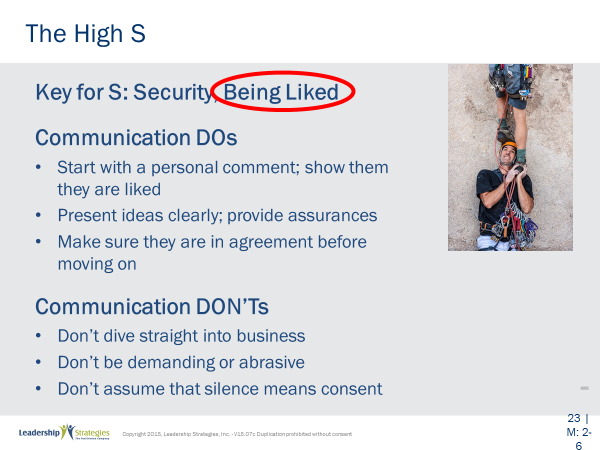 The High S
Key for S: Security, Being Liked
Communication DOs
• Start with a personal comment; show them
they are liked
• Present ideas clearly; provide assurances
• Make sure they are in agreement before
moving on
Communication DON'Ts
• Don't dive straight into business
• Don't be demanding or abrasive
• Don't assume that silence means consent
Leadership Strategies
The Facilitation Company
Copyright 2015, Leadership Strategies, Inc. - V15.07c Duplication prohibited without consent
23 |
M: 2-
6